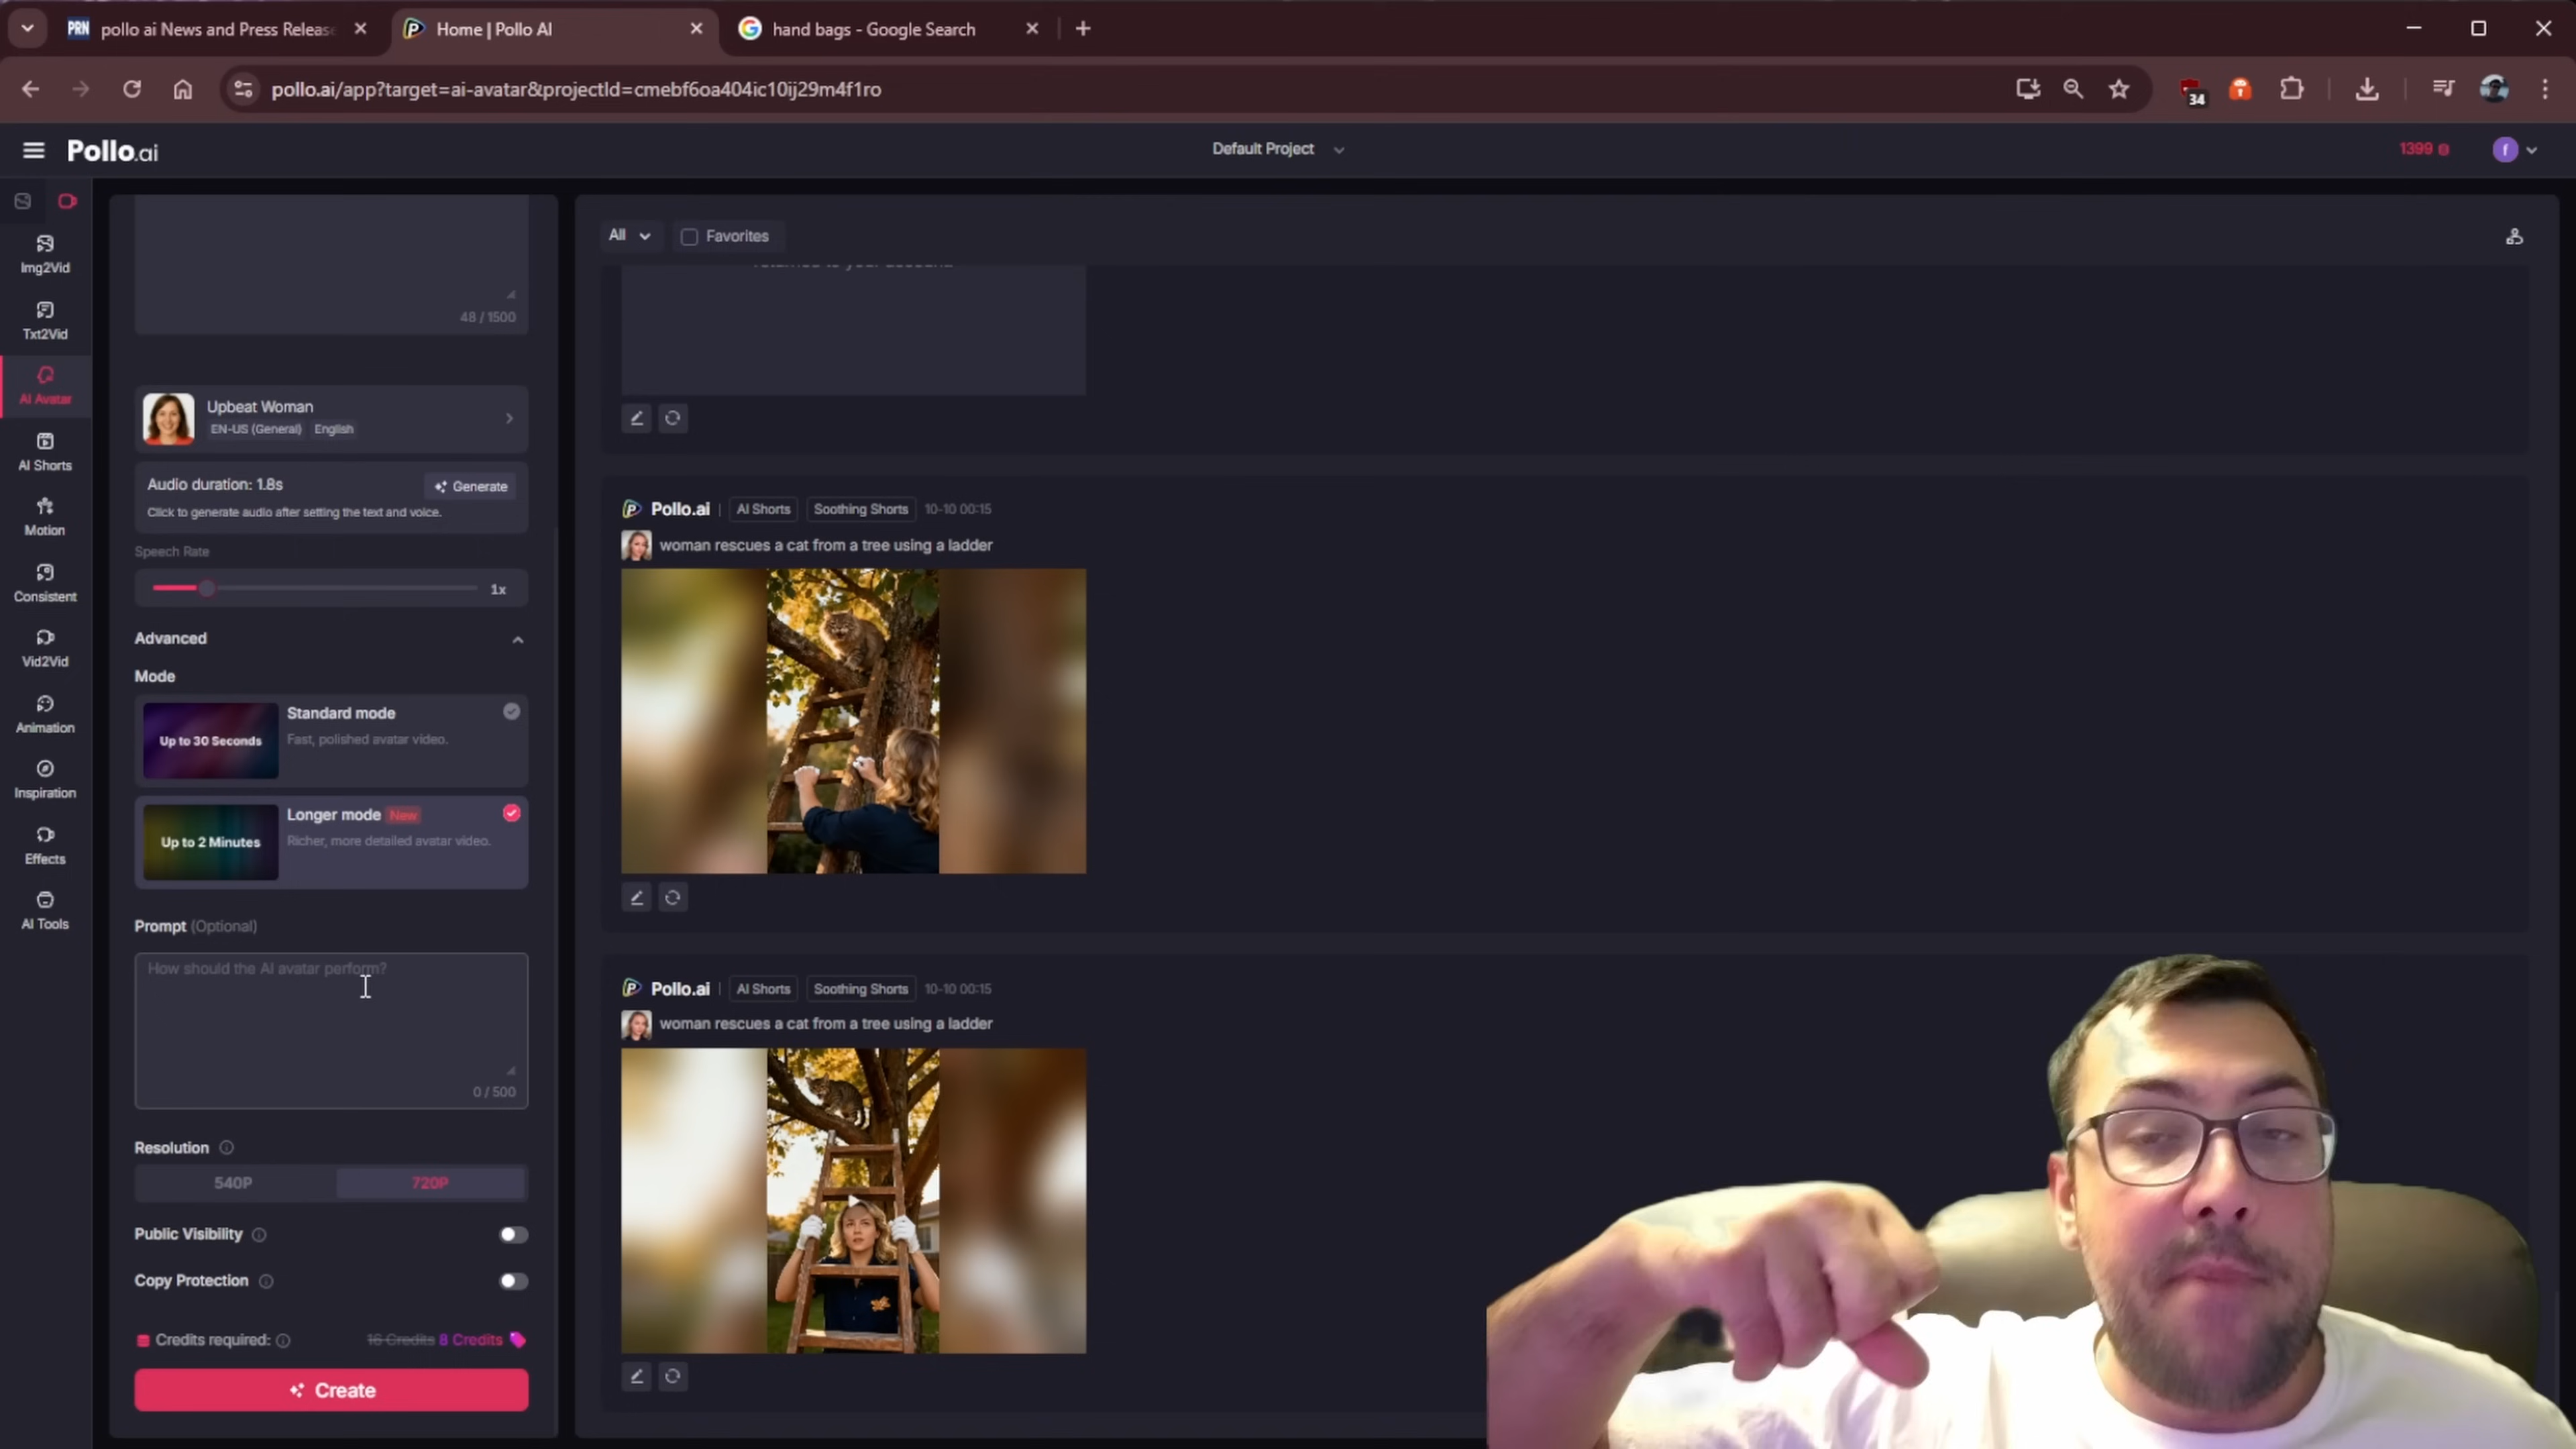 pollo ai News and Press Releas
Home | Pollo AI
hand bags - Google Search
pollo.ai/app?target=ai-avatar&projectId=cmebf6oa404ic10ij29m4f1ro
34
Pollo.ai
Default Project
1399
f
Img2Vid
Txt2Vid
AI Avatar
AI Shorts
Motion
Consistent
Vid2Vid
Animation
Inspiration
Effects
AI Tools
48 / 1500
Upbeat Woman
EN-US (General) English
Audio duration: 1.8s
Generate
Click to generate audio after setting the text and voice.
Speech Rate
1x
Advanced
Mode
Up to 30 Seconds
Standard mode
Fast, polished avatar video.
Up to 2 Minutes
Longer mode New
Richer, more detailed avatar video.
Prompt (Optional)
How should the AI avatar perform?
0 / 500
Resolution
540P
720P
Public Visibility
Copy Protection
Credits required:
16 Credits 8 Credits
Create
All
Favorites
returned to your account
Pollo.ai AI Shorts Soothing Shorts 10-10 00:15
woman rescues a cat from a tree using a ladder
Pollo.ai AI Shorts Soothing Shorts 10-10 00:15
woman rescues a cat from a tree using a ladder